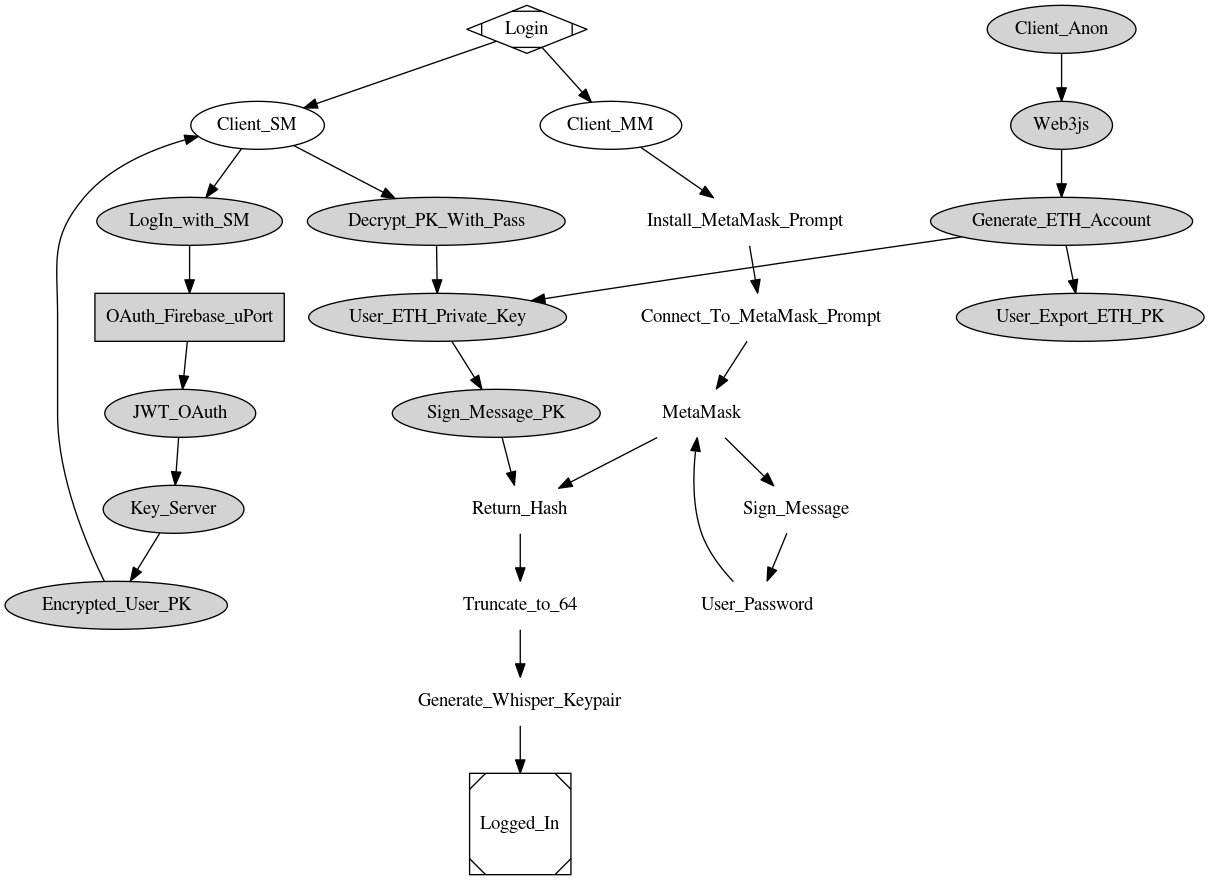 Login
Client_Anon
Client_SM
Client_MM
Web3js
LogIn_with_SM
Decrypt_PK_With_Pass
Install_MetaMask_Prompt
Generate_ETH_Account
OAuth_Firebase_uPort
User_ETH_Private_Key
Connect_To_MetaMask_Prompt
User_Export_ETH_PK
JWT_OAuth
Sign_Message_PK
MetaMask
Key_Server
Return_Hash
Sign_Message
Encrypted_User_PK
Truncate_to_64
User_Password
Generate_Whisper_Keypair
Logged_In